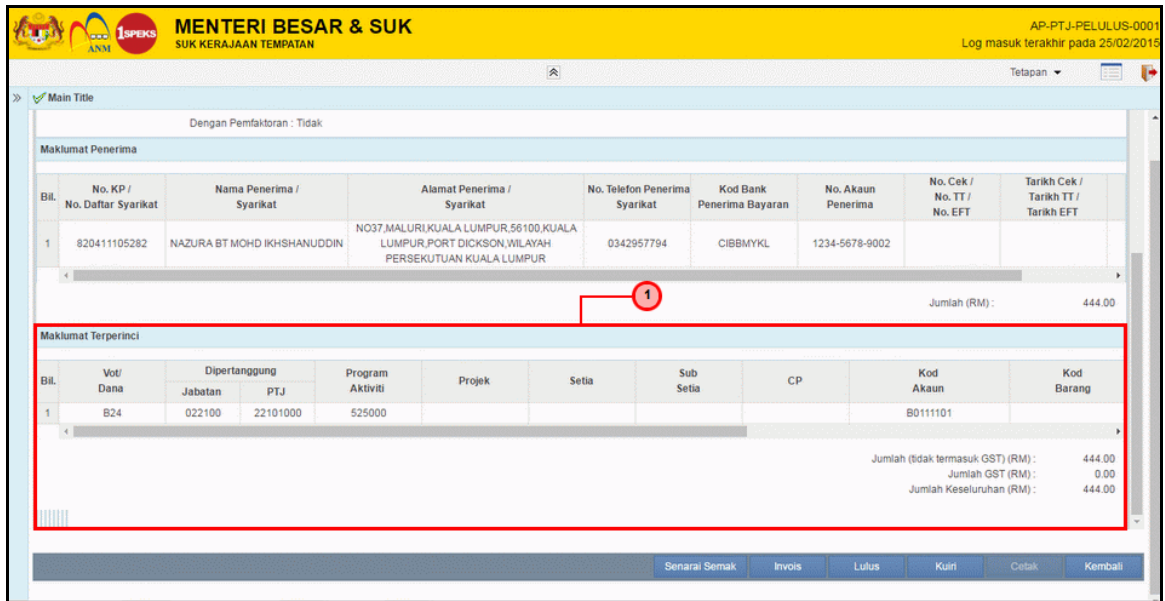 ANM
1SPEKS
MENTERI BESAR & SUK
SUK KERAJAAN TEMPATAN
AP-PTJ-PELULUS-0001
Log masuk terakhir pada 25/02/2015
Tetapan
Main Title
Dengan Pemfaktoran : Tidak
Maklumat Penerima
Bil. No. KP / No. Daftar Syarikat Nama Penerima / Syarikat Alamat Penerima / Syarikat No. Telefon Penerima Syarikat Kod Bank Penerima Bayaran No. Akaun Penerima No. Cek / No. TT / No. EFT Tarikh Cek / Tarikh TT / Tarikh EFT
1 820411105282 NAZURA BT MOHD IKHSHANUDDIN NO37,MALURI,KUALA LUMPUR,56100,KUALA LUMPUR,PORT DICKSON,WILAYAH PERSEKUTUAN KUALA LUMPUR 0342957794 CIBBMYKL 1234-5678-9002
Jumlah (RM) : 444.00
1
Maklumat Terperinci
Bil. Vot/ Dana Dipertanggung Jabatan PTJ Program Aktiviti Projek Setia Sub Setia CP Kod Akaun Kod Barang
1 B24 022100 22101000 525000 B0111101
Jumlah (tidak termasuk GST) (RM) : 444.00
Jumlah GST (RM) : 0.00
Jumlah Keseluruhan (RM) : 444.00
Senarai Semak Invois Lulus Kuiri Cetak Kembali